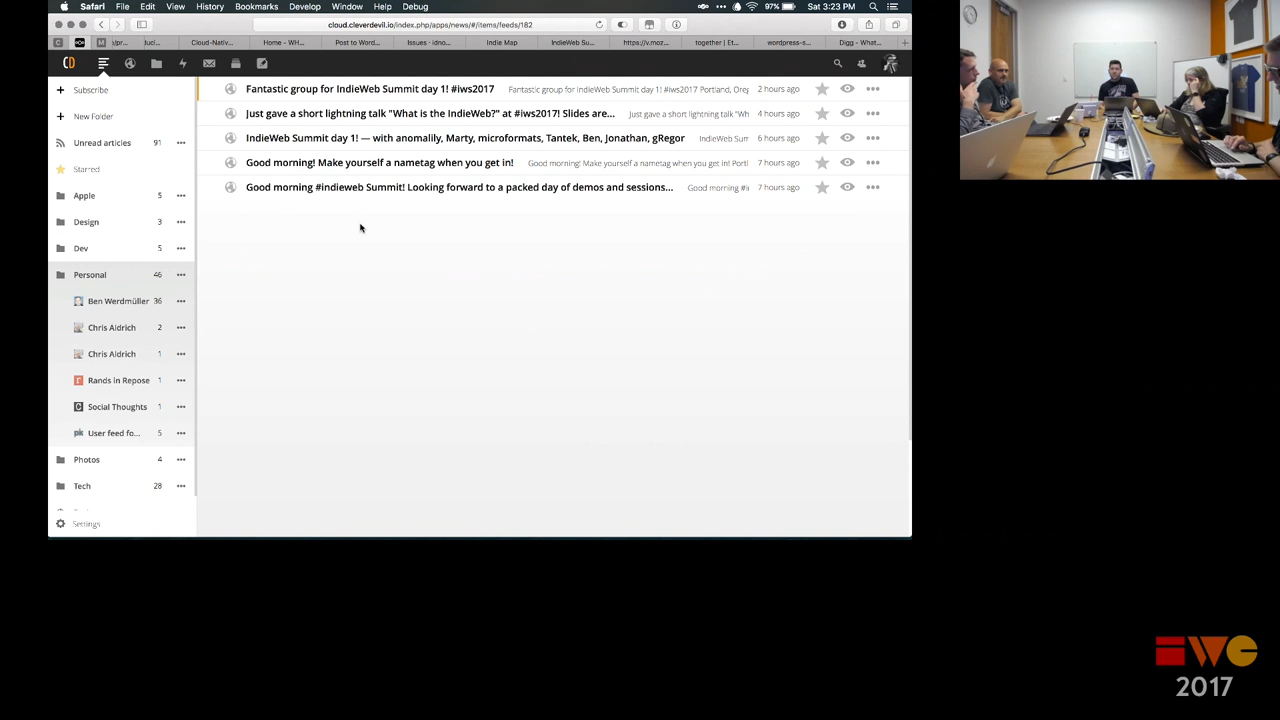 Safari File Edit View History Bookmarks Develop Window Help Debug 97% Sat 3:23 PM
cloud.cleverdevil.io/index.php/apps/news/#/items/feeds/182
Cloud-Nativ... Home – WH... Post to Word... Issues · idno... Indie Map IndieWeb Su... https://v.moz... together | Et... wordpress-s... Digg - What...
CD
Subscribe
New Folder
Unread articles 91
Starred
Apple 5
Design 3
Dev 5
Personal 46
Ben Werdmüller 36
Chris Aldrich 2
Chris Aldrich 1
Rands in Repose 1
Social Thoughts 1
User feed fo... 5
Photos 4
Tech 28
Settings
Fantastic group for IndieWeb Summit day 1! #iws2017 Fantastic group for IndieWeb Summit day 1! #iws2017 Portland, Oreg 2 hours ago
Just gave a short lightning talk "What is the IndieWeb?" at #iws2017! Slides are... Just gave a short lightning talk "Wh 4 hours ago
IndieWeb Summit day 1! — with anomalily, Marty, microformats, Tantek, Ben, Jonathan, gRegor IndieWeb Sum 6 hours ago
Good morning! Make yourself a nametag when you get in! Good morning! Make yourself a nametag when you get in! Portl 7 hours ago
Good morning #indieweb Summit! Looking forward to a packed day of demos and sessions... Good morning #in 7 hours ago
IWC
2017